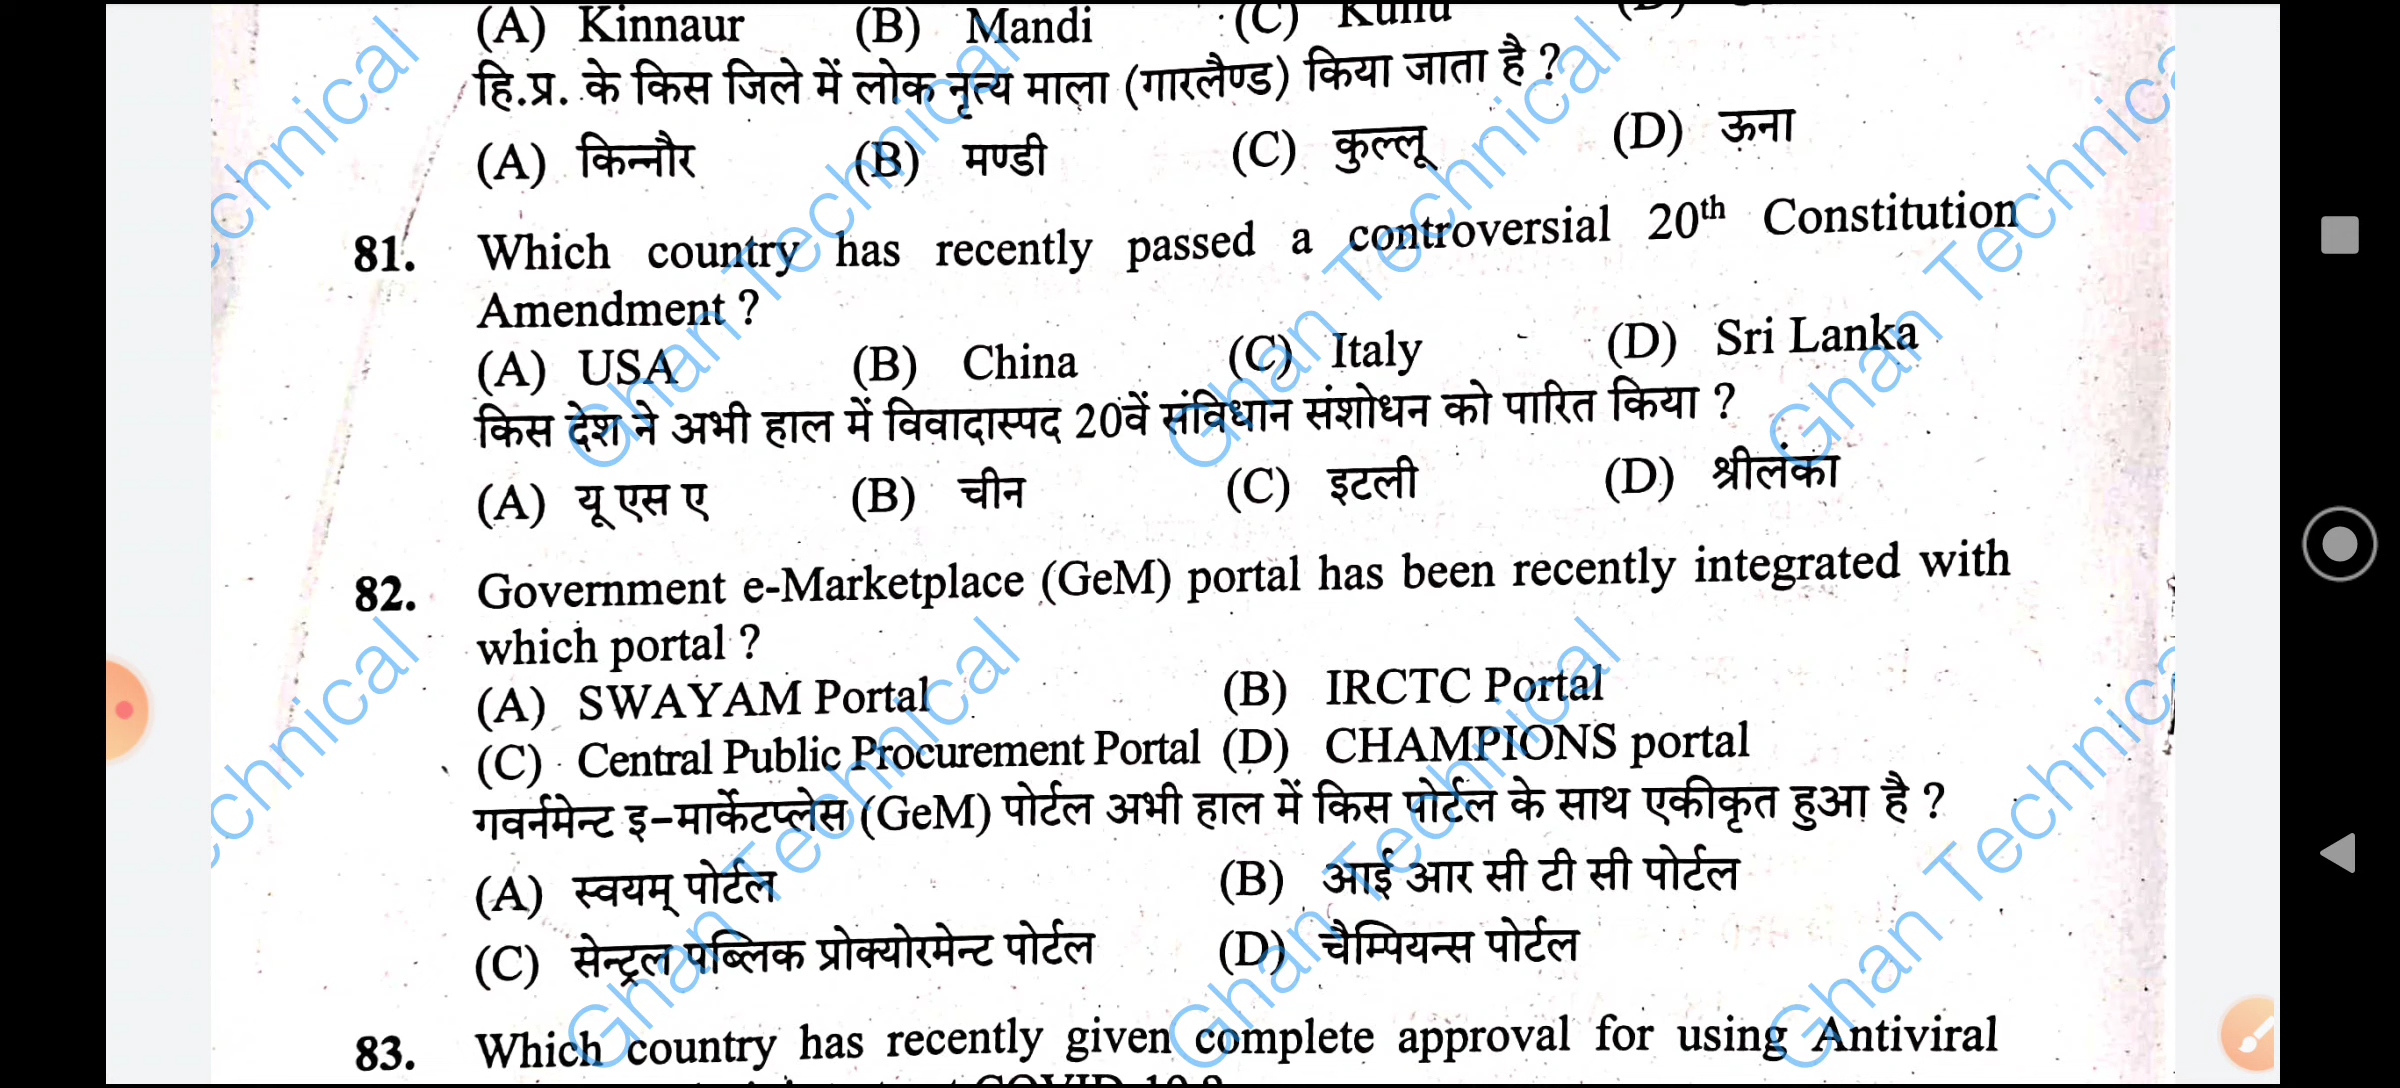 (A) Kinnaur (B) Mandi (C) Kullu
हि.प्र. के किस जिले में लोक नृत्य माला (गारलैण्ड) किया जाता है ?
(A) किन्नौर (B) मण्डी (C) कुल्लू (D) ऊना
81. Which country has recently passed a controversial 20th Constitution
Amendment ?
(A) USA (B) China (C) Italy (D) Sri Lanka
किस देश ने अभी हाल में विवादास्पद 20वें संविधान संशोधन को पारित किया ?
(A) यू एस ए (B) चीन (C) इटली (D) श्रीलंका
82. Government e-Marketplace (GeM) portal has been recently integrated with
which portal ?
(A) SWAYAM Portal (B) IRCTC Portal
(C) Central Public Procurement Portal (D) CHAMPIONS portal
गवर्नमेन्ट इ-मार्केटप्लेस (GeM) पोर्टल अभी हाल में किस पोर्टल के साथ एकीकृत हुआ है ?
(A) स्वयम् पोर्टल (B) आई आर सी टी सी पोर्टल
(C) सेन्ट्रल पब्लिक प्रोक्योरमेन्ट पोर्टल (D) चैम्पियन्स पोर्टल
83. Which country has recently given complete approval for using Antiviral
Ghan Technical